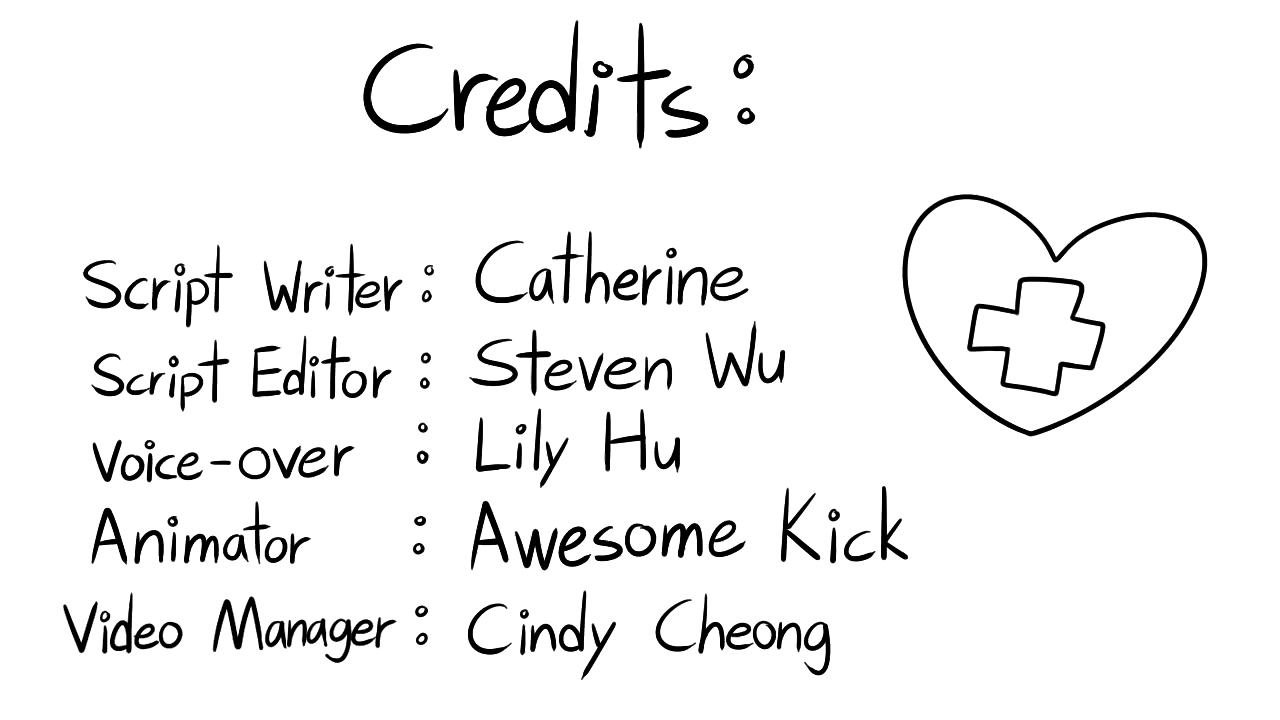 Credits:
Script Writer: Catherine
Script Editor: Steven Wu
Voice-over : Lily Hu
Animator : Awesome Kick
Video Manager: Cindy Cheong